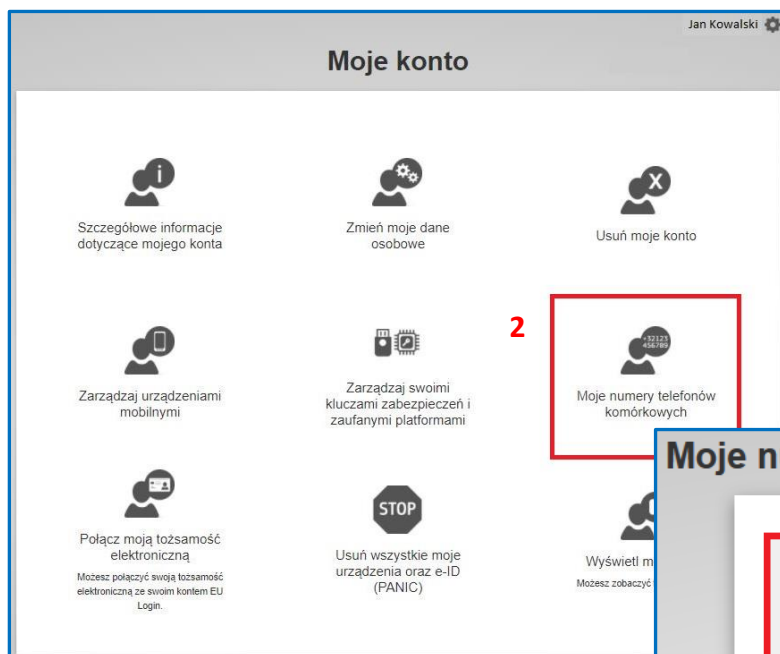 Jan Kowalski
Moje konto
Szczegółowe informacje
dotyczące mojego konta
Zmień moje dane
osobowe
Usuń moje konto
2
+32123
456789
Zarządzaj urządzeniami
mobilnymi
Zarządzaj swoimi
kluczami zabezpieczeń i
zaufanymi platformami
Moje numery telefonów
komórkowych
Moje n
STOP
Połącz moją tożsamość
elektroniczną
Możesz połączyć swoją tożsamość
elektroniczną ze swoim kontem EU
Login.
Usuń wszystkie moje
urządzenia oraz e-ID
(PANIC)
Wyświetl m
Możesz zobaczyć